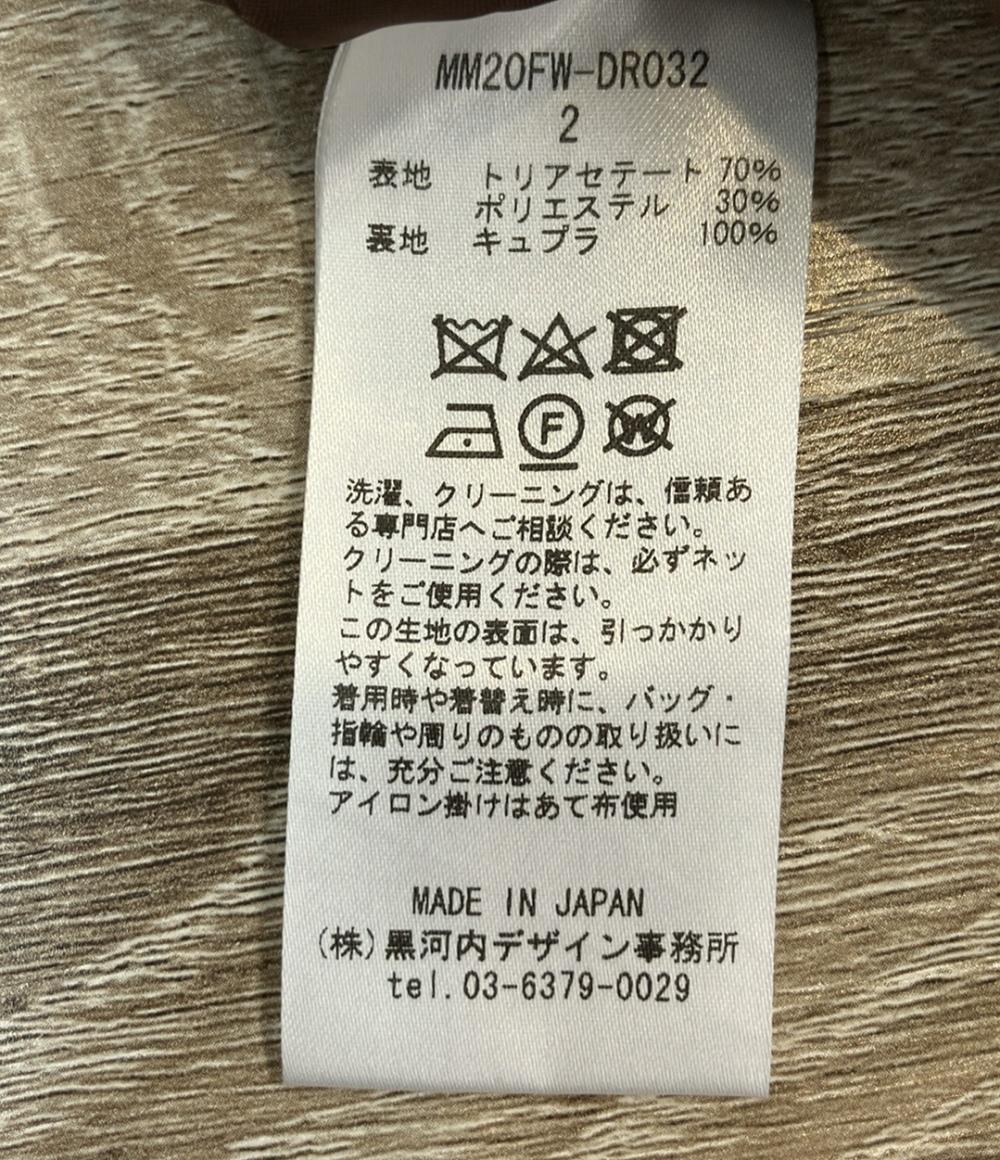 MM20FW-DR032
2
表地 トリアセテート 70%
ポリエステル 30%
裏地 キュプラ 100%
F
W
洗濯、クリーニングは、信頼あ
る専門店へご相談ください。
クリーニングの際は、必ずネッ
トをご使用ください。
この生地の表面は、引っかかり
やすくなっています。
着用時や着替え時に、バッグ・
指輪や周りのものの取り扱いに
は、充分ご注意ください。
アイロン掛けはあて布使用
MADE IN JAPAN
(株)黒河内デザイン事務所
tel.03-6379-0029